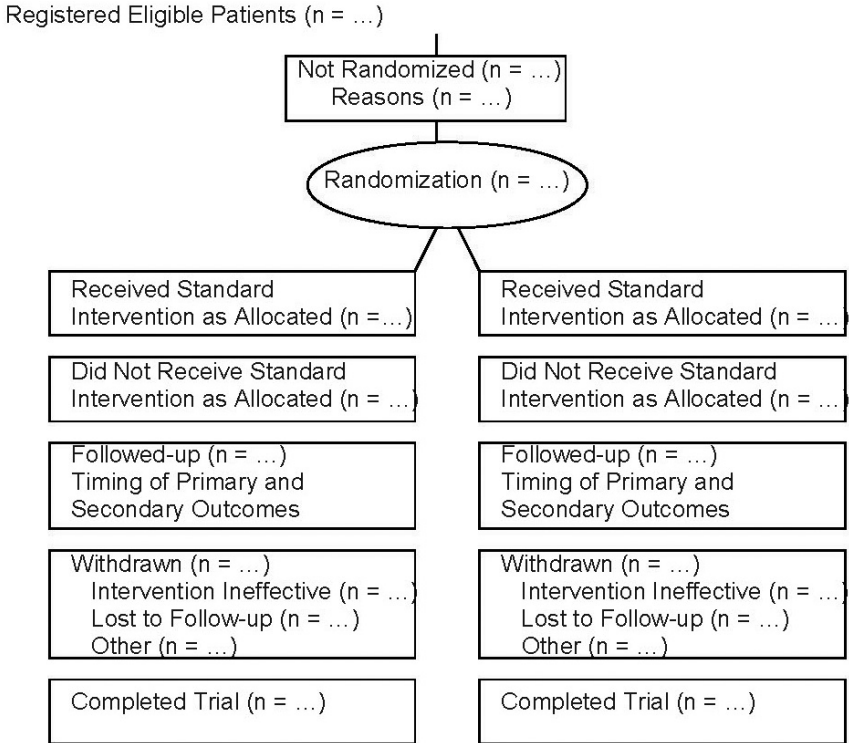 Registered Eligible Patients (n = …)
Not Randomized (n = …)
Reasons (n = …)
Randomization (n = …)
Received Standard
Intervention as Allocated (n =…)
Did Not Receive Standard
Intervention as Allocated (n = …)
Followed-up (n = …)
Timing of Primary and
Secondary Outcomes
Withdrawn (n = …)
Intervention Ineffective (n = …)
Lost to Follow-up (n = …)
Other (n = …)
Completed Trial (n = …)
Received Standard
Intervention as Allocated (n = …)
Did Not Receive Standard
Intervention as Allocated (n = …)
Followed-up (n = …)
Timing of Primary and
Secondary Outcomes
Withdrawn (n = …)
Intervention Ineffective (n = …)
Lost to Follow-up (n = …)
Other (n = …)
Completed Trial (n = …)